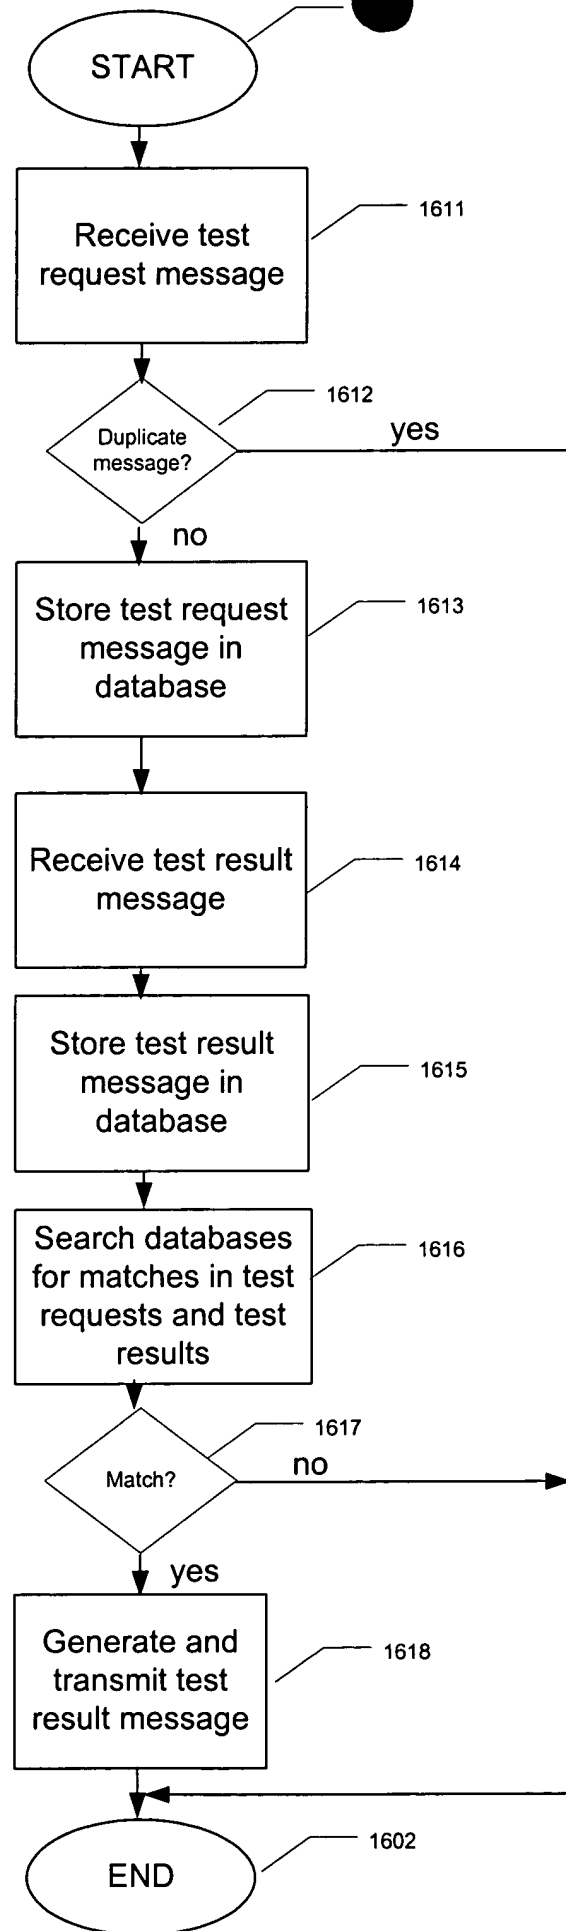 START
Receive test
request message
1611
Duplicate
message?
1612
yes
no
Store test request
message in
database
1613
Receive test result
message
1614
Store test result
message in
database
1615
Search databases
for matches in test
requests and test
results
1616
Match?
1617
no
yes
Generate and
transmit test
result message
1618
END
1602